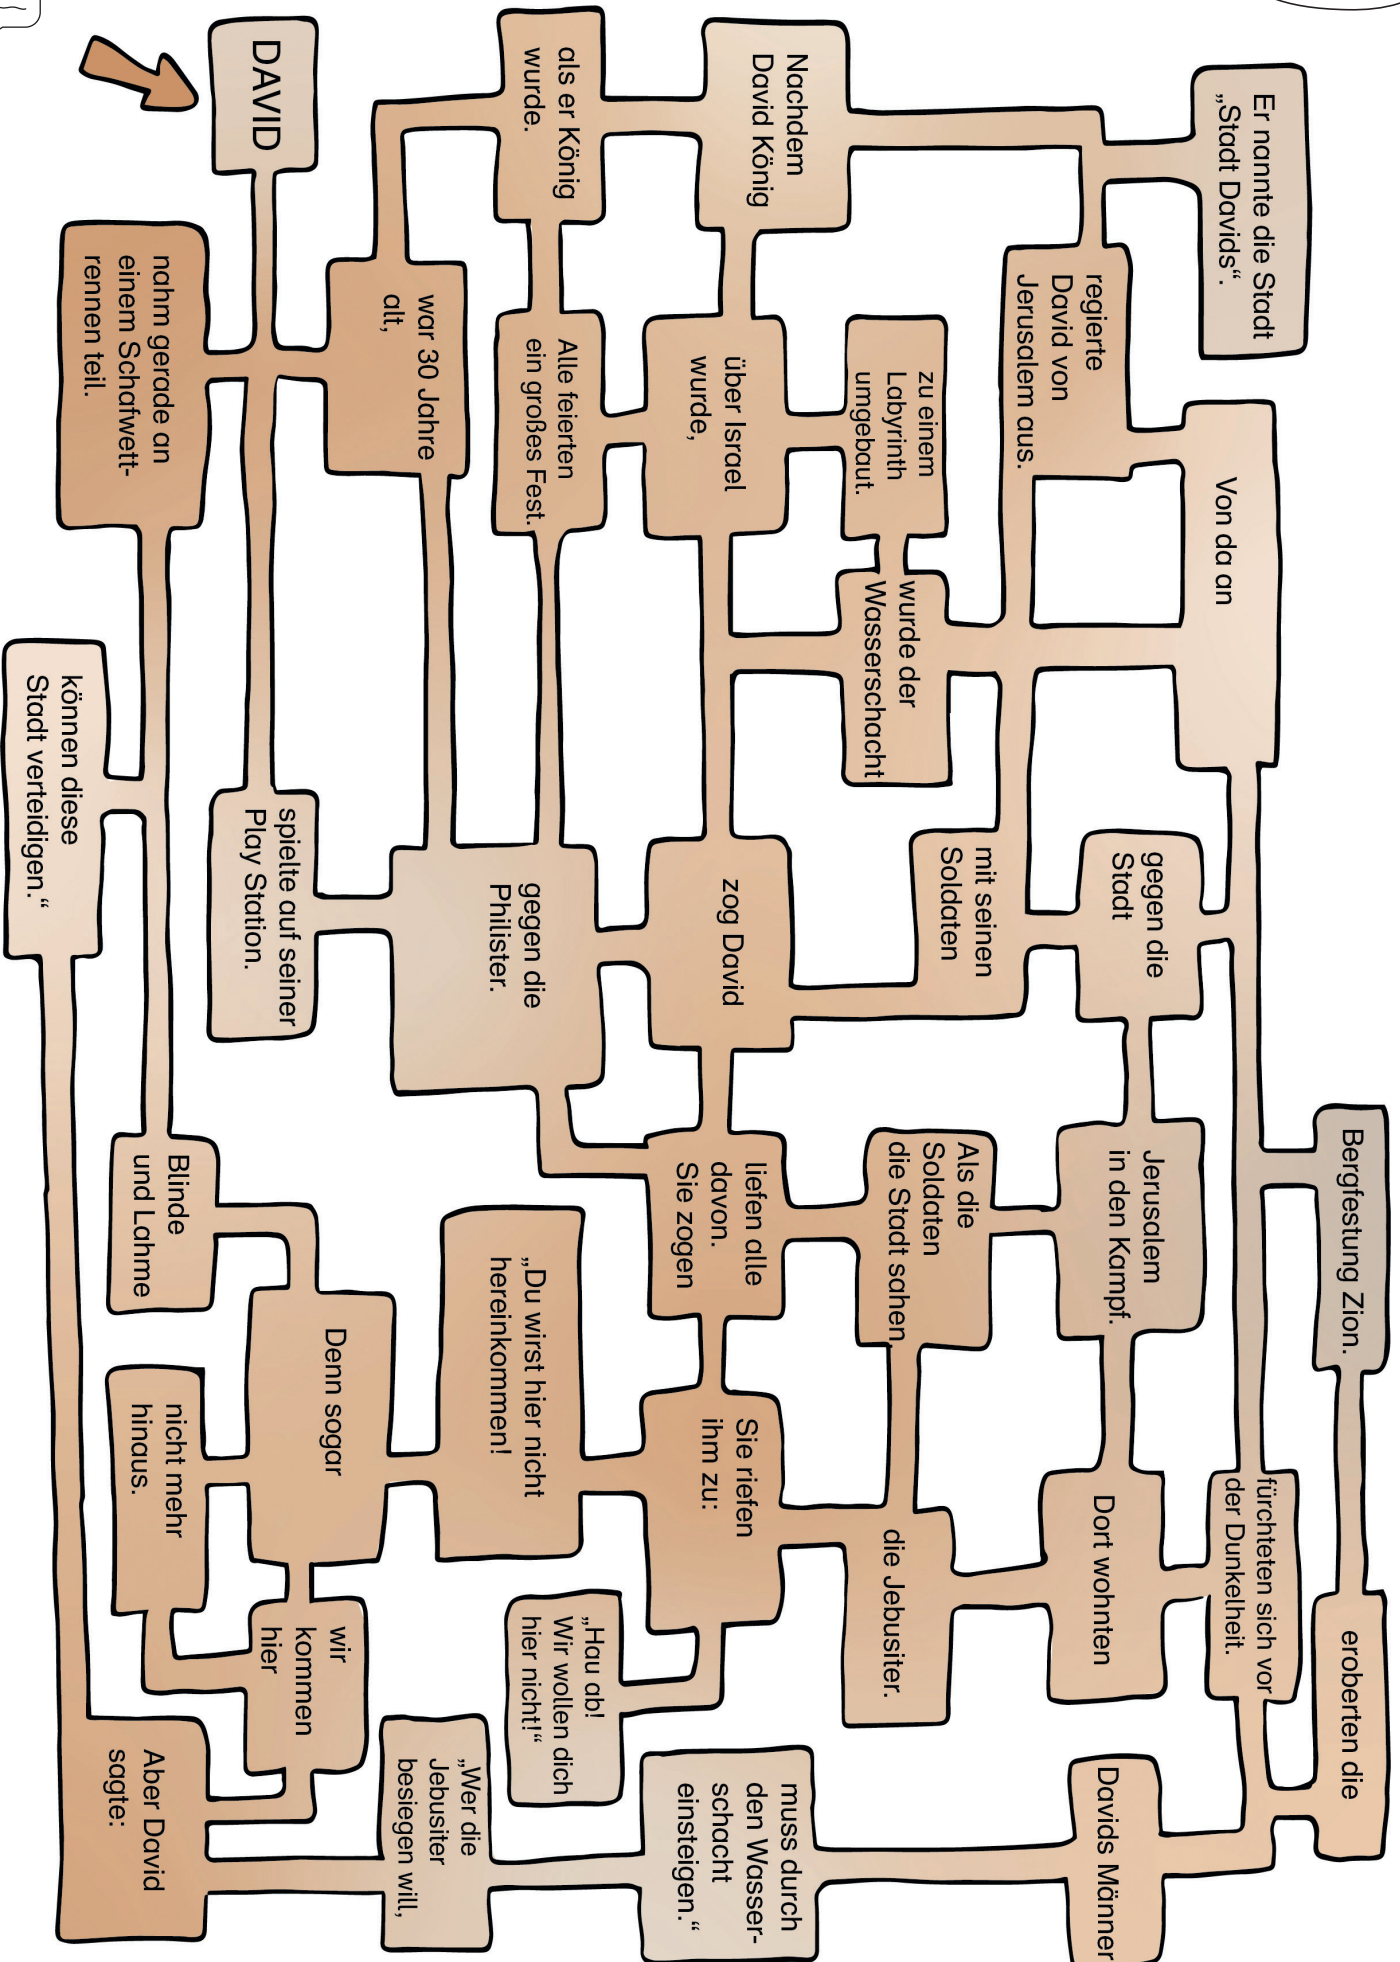 Bergfestung Zion.
eroberten die
Er nannte die Stadt
„Stadt Davids“.
Von da an
fürchteten sich vor
der Dunkelheit.
regierte
David von
Jerusalem aus.
gegen die
Stadt
Jerusalem
in den Kampf.
Dort wohnten
Davids Männer
zu einem
Labyrinth
umgebaut.
wurde der
Wasserschacht
mit seinen
Soldaten
Als die
Soldaten
die Stadt sahen,
die Jebusiter.
Nachdem
David König
über Israel
wurde,
zog David
liefen alle
davon.
Sie zogen
Sie riefen
ihm zu:
muss durch
den Wasser-
schacht
einsteigen.“
als er König
wurde.
Alle feierten
ein großes Fest.
gegen die
Philister.
„Du wirst hier nicht
hereinkommen!
„Hau ab!
Wir wollen dich
hier nicht!“
„Wer die
Jebusiter
besiegen will,
war 30 Jahre
alt,
Denn sogar
wir
kommen
hier
DAVID
spielte auf seiner
Play Station.
nahm gerade an
einem Schafwett-
rennen teil.
Blinde
und Lahme
nicht mehr
hinaus.
Aber David
sagte:
können diese
Stadt verteidigen.“